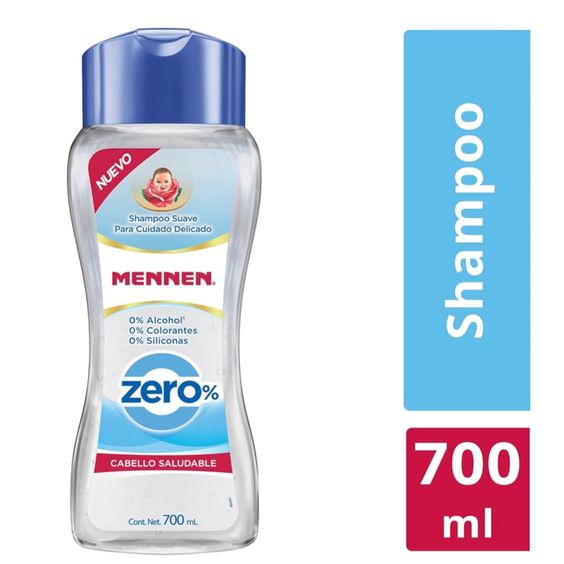 NUEVO
Shampoo Suave
Para Cuidado Delicado
MENNEN®
0% Alcohol¹
0% Colorantes
0% Siliconas
zero%
CABELLO SALUDABLE
Cont. Net. 700 mL
Shampoo
700
ml